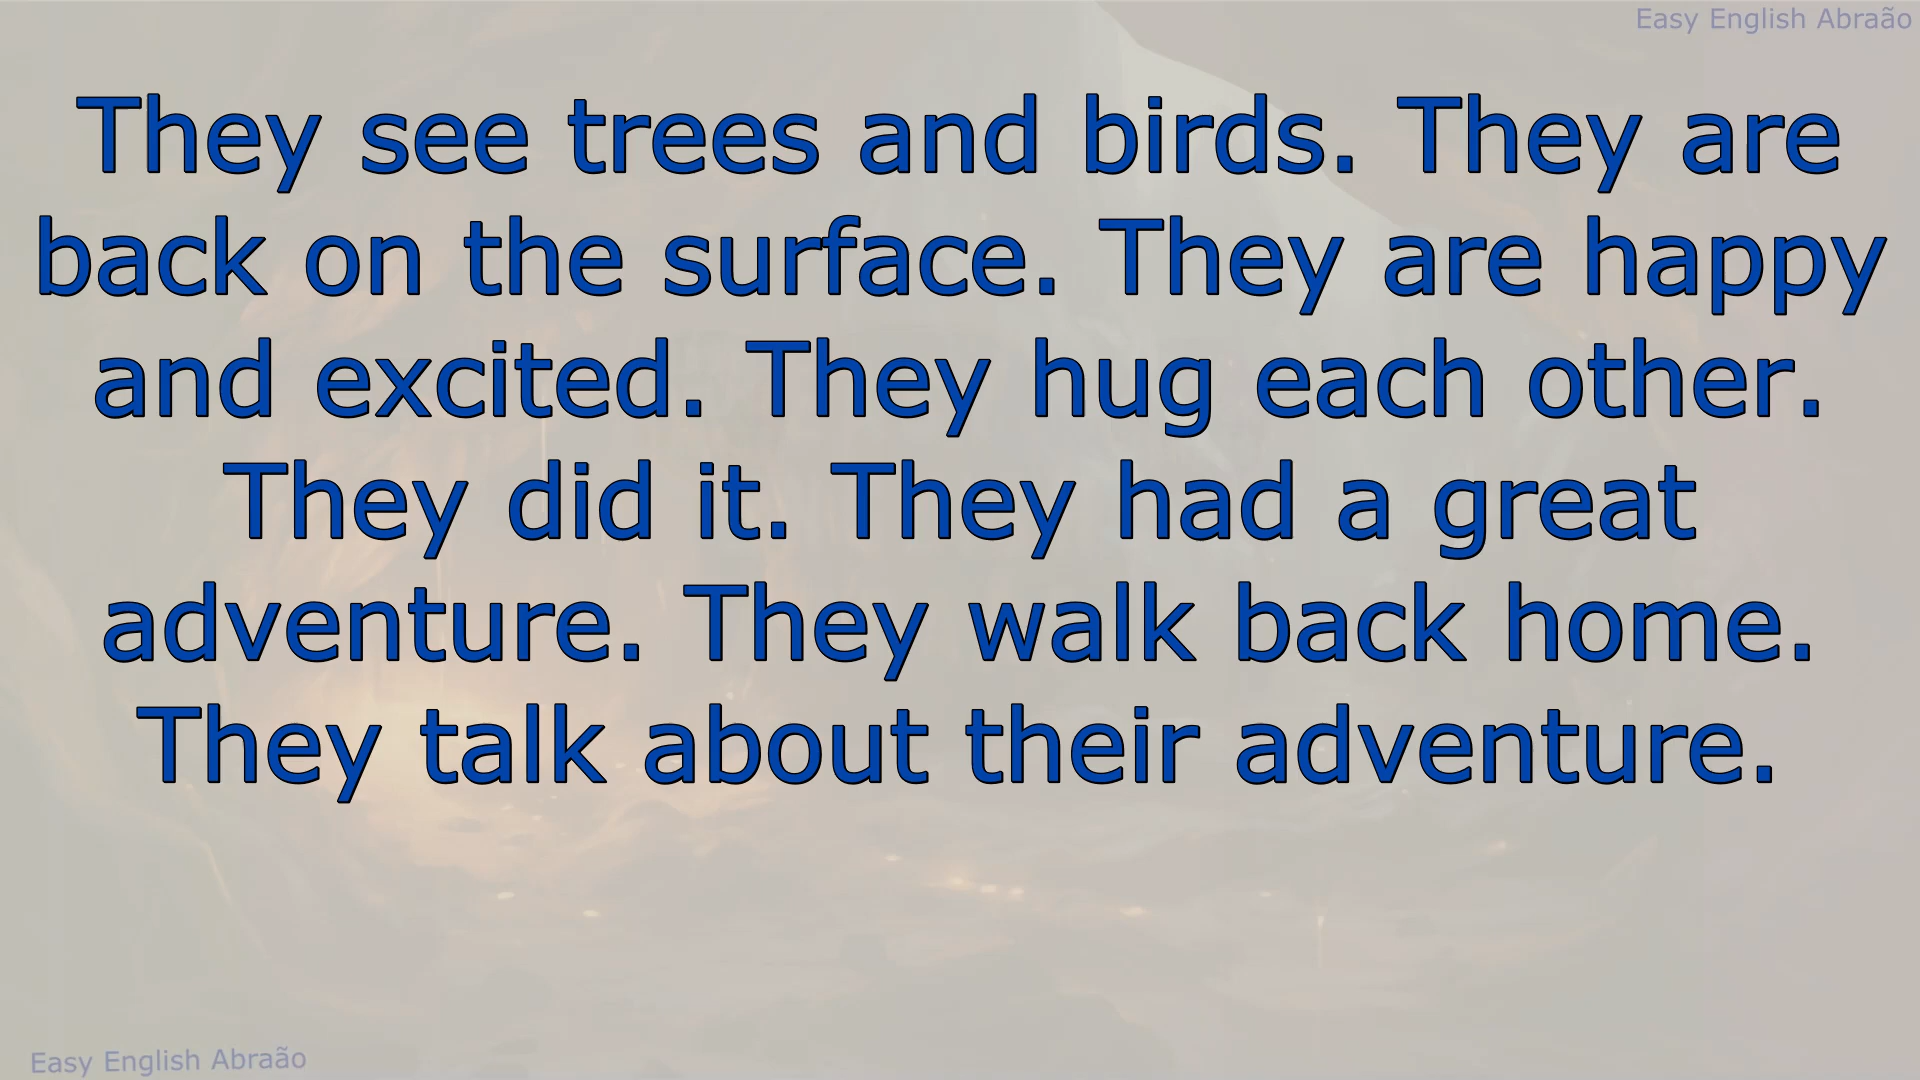 Easy English Abraão
They see trees and birds. They are
back on the surface. They are happy
and excited. They hug each other.
They did it. They had a great
adventure. They walk back home.
They talk about their adventure.
Easy English Abraão